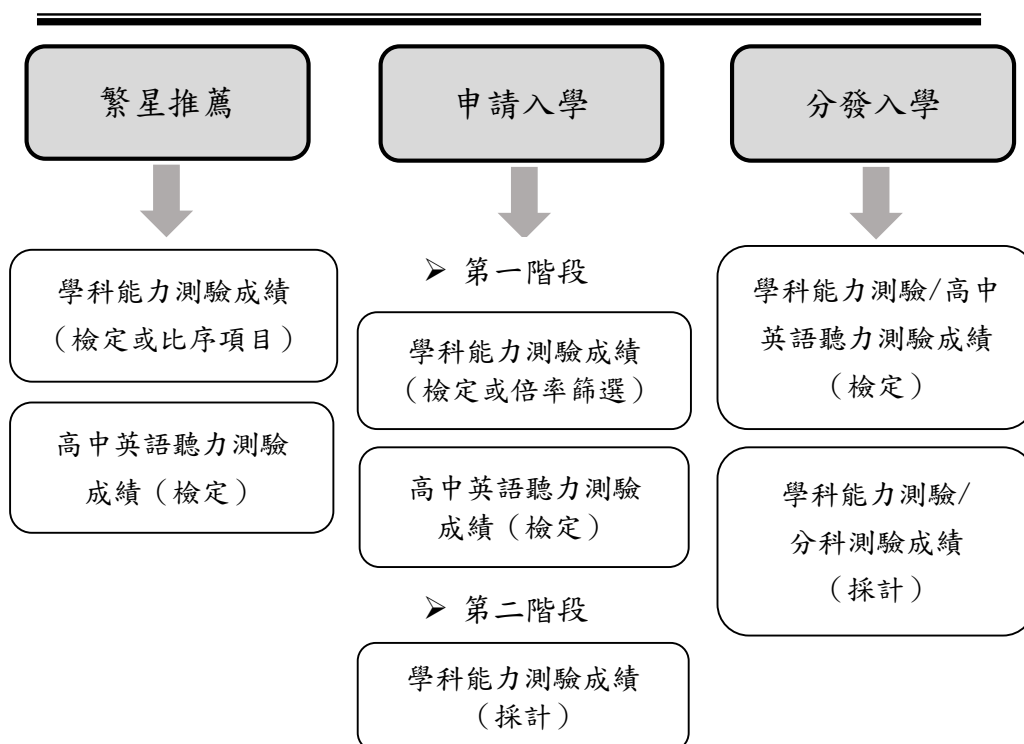 繁星推薦
學科能力測驗成績
（檢定或比序項目）
高中英語聽力測驗
成績（檢定）
申請入學
➢ 第一階段
學科能力測驗成績
（檢定或倍率篩選）
高中英語聽力測驗
成績（檢定）
➢ 第二階段
學科能力測驗成績
（採計）
分發入學
學科能力測驗/高中
英語聽力測驗成績
（檢定）
學科能力測驗/
分科測驗成績
（採計）